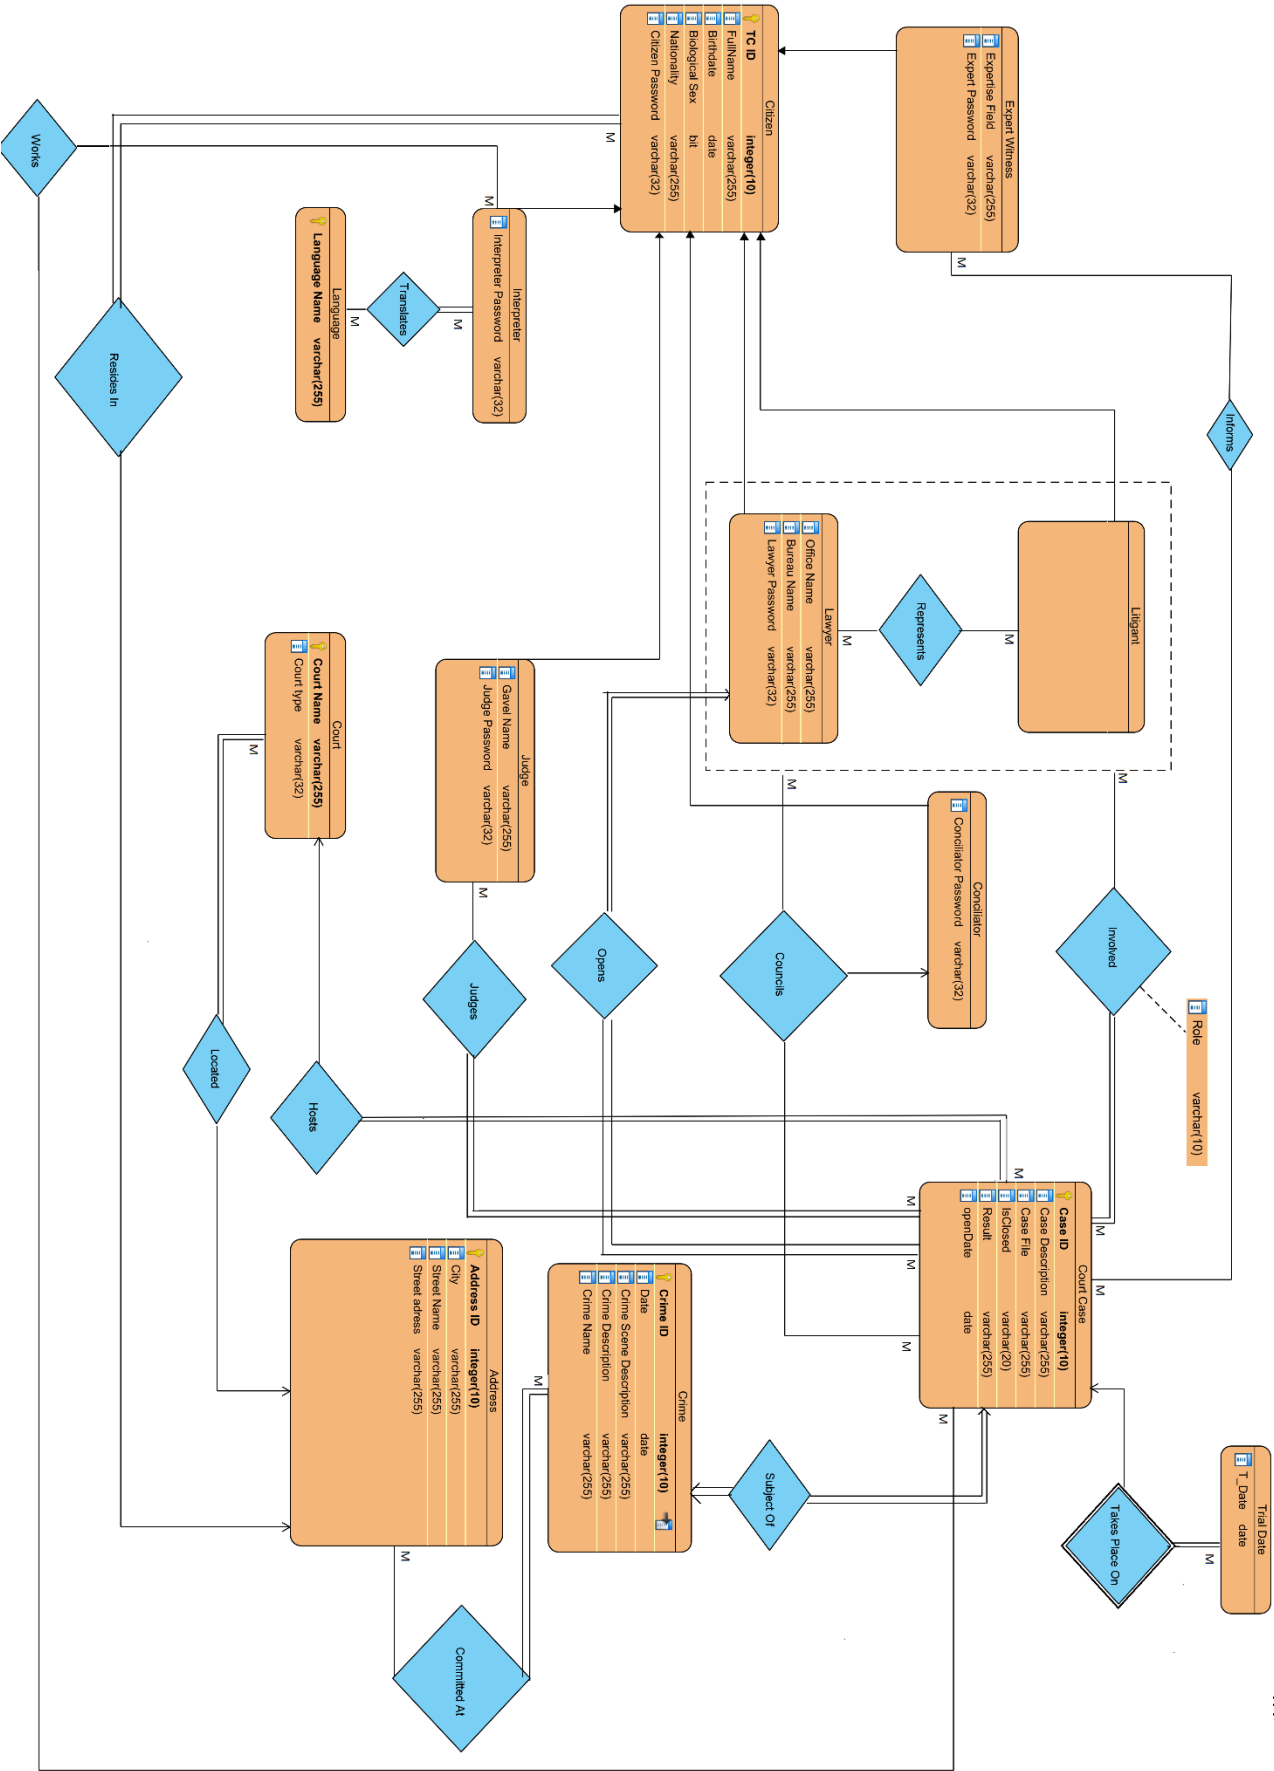 Trial Date
T_Date date
M
Informs
Role varchar(10)
Litigant
M
M
Involved
Takes Place On
Court Case
Case ID integer(10)
Case Description varchar(255)
Case File varchar(255)
IsClosed varchar(20)
Result varchar(255)
openDate date
M
M
M
M
M
M
M
Expert Witness
Expertise Field varchar(255)
Expert Password varchar(32)
M
Represents
Conciliator
Conciliator Password varchar(32)
Lawyer
Office Name varchar(255)
Bureau Name varchar(255)
Lawyer Password varchar(32)
M
M
Councils
Citizen
TC ID integer(10)
FullName varchar(255)
Birthdate date
Biological Sex bit
Nationality varchar(255)
Citizen Password varchar(32)
M
Subject Of
Crime
Crime ID integer(10)
Date date
Crime Scene Description varchar(255)
Crime Description varchar(255)
Crime Name varchar(255)
M
Opens
Interpreter
Interpreter Password varchar(32)
M
M
Judge
Gavel Name varchar(255)
Judge Password varchar(32)
M
Judges
Address
Address ID integer(10)
City varchar(255)
Street Name varchar(255)
Street adress varchar(255)
M
Committed At
Translates
Language
Language Name varchar(255)
M
Court
Court Name varchar(255)
Court type varchar(32)
M
Hosts
Located
Resides In
Works